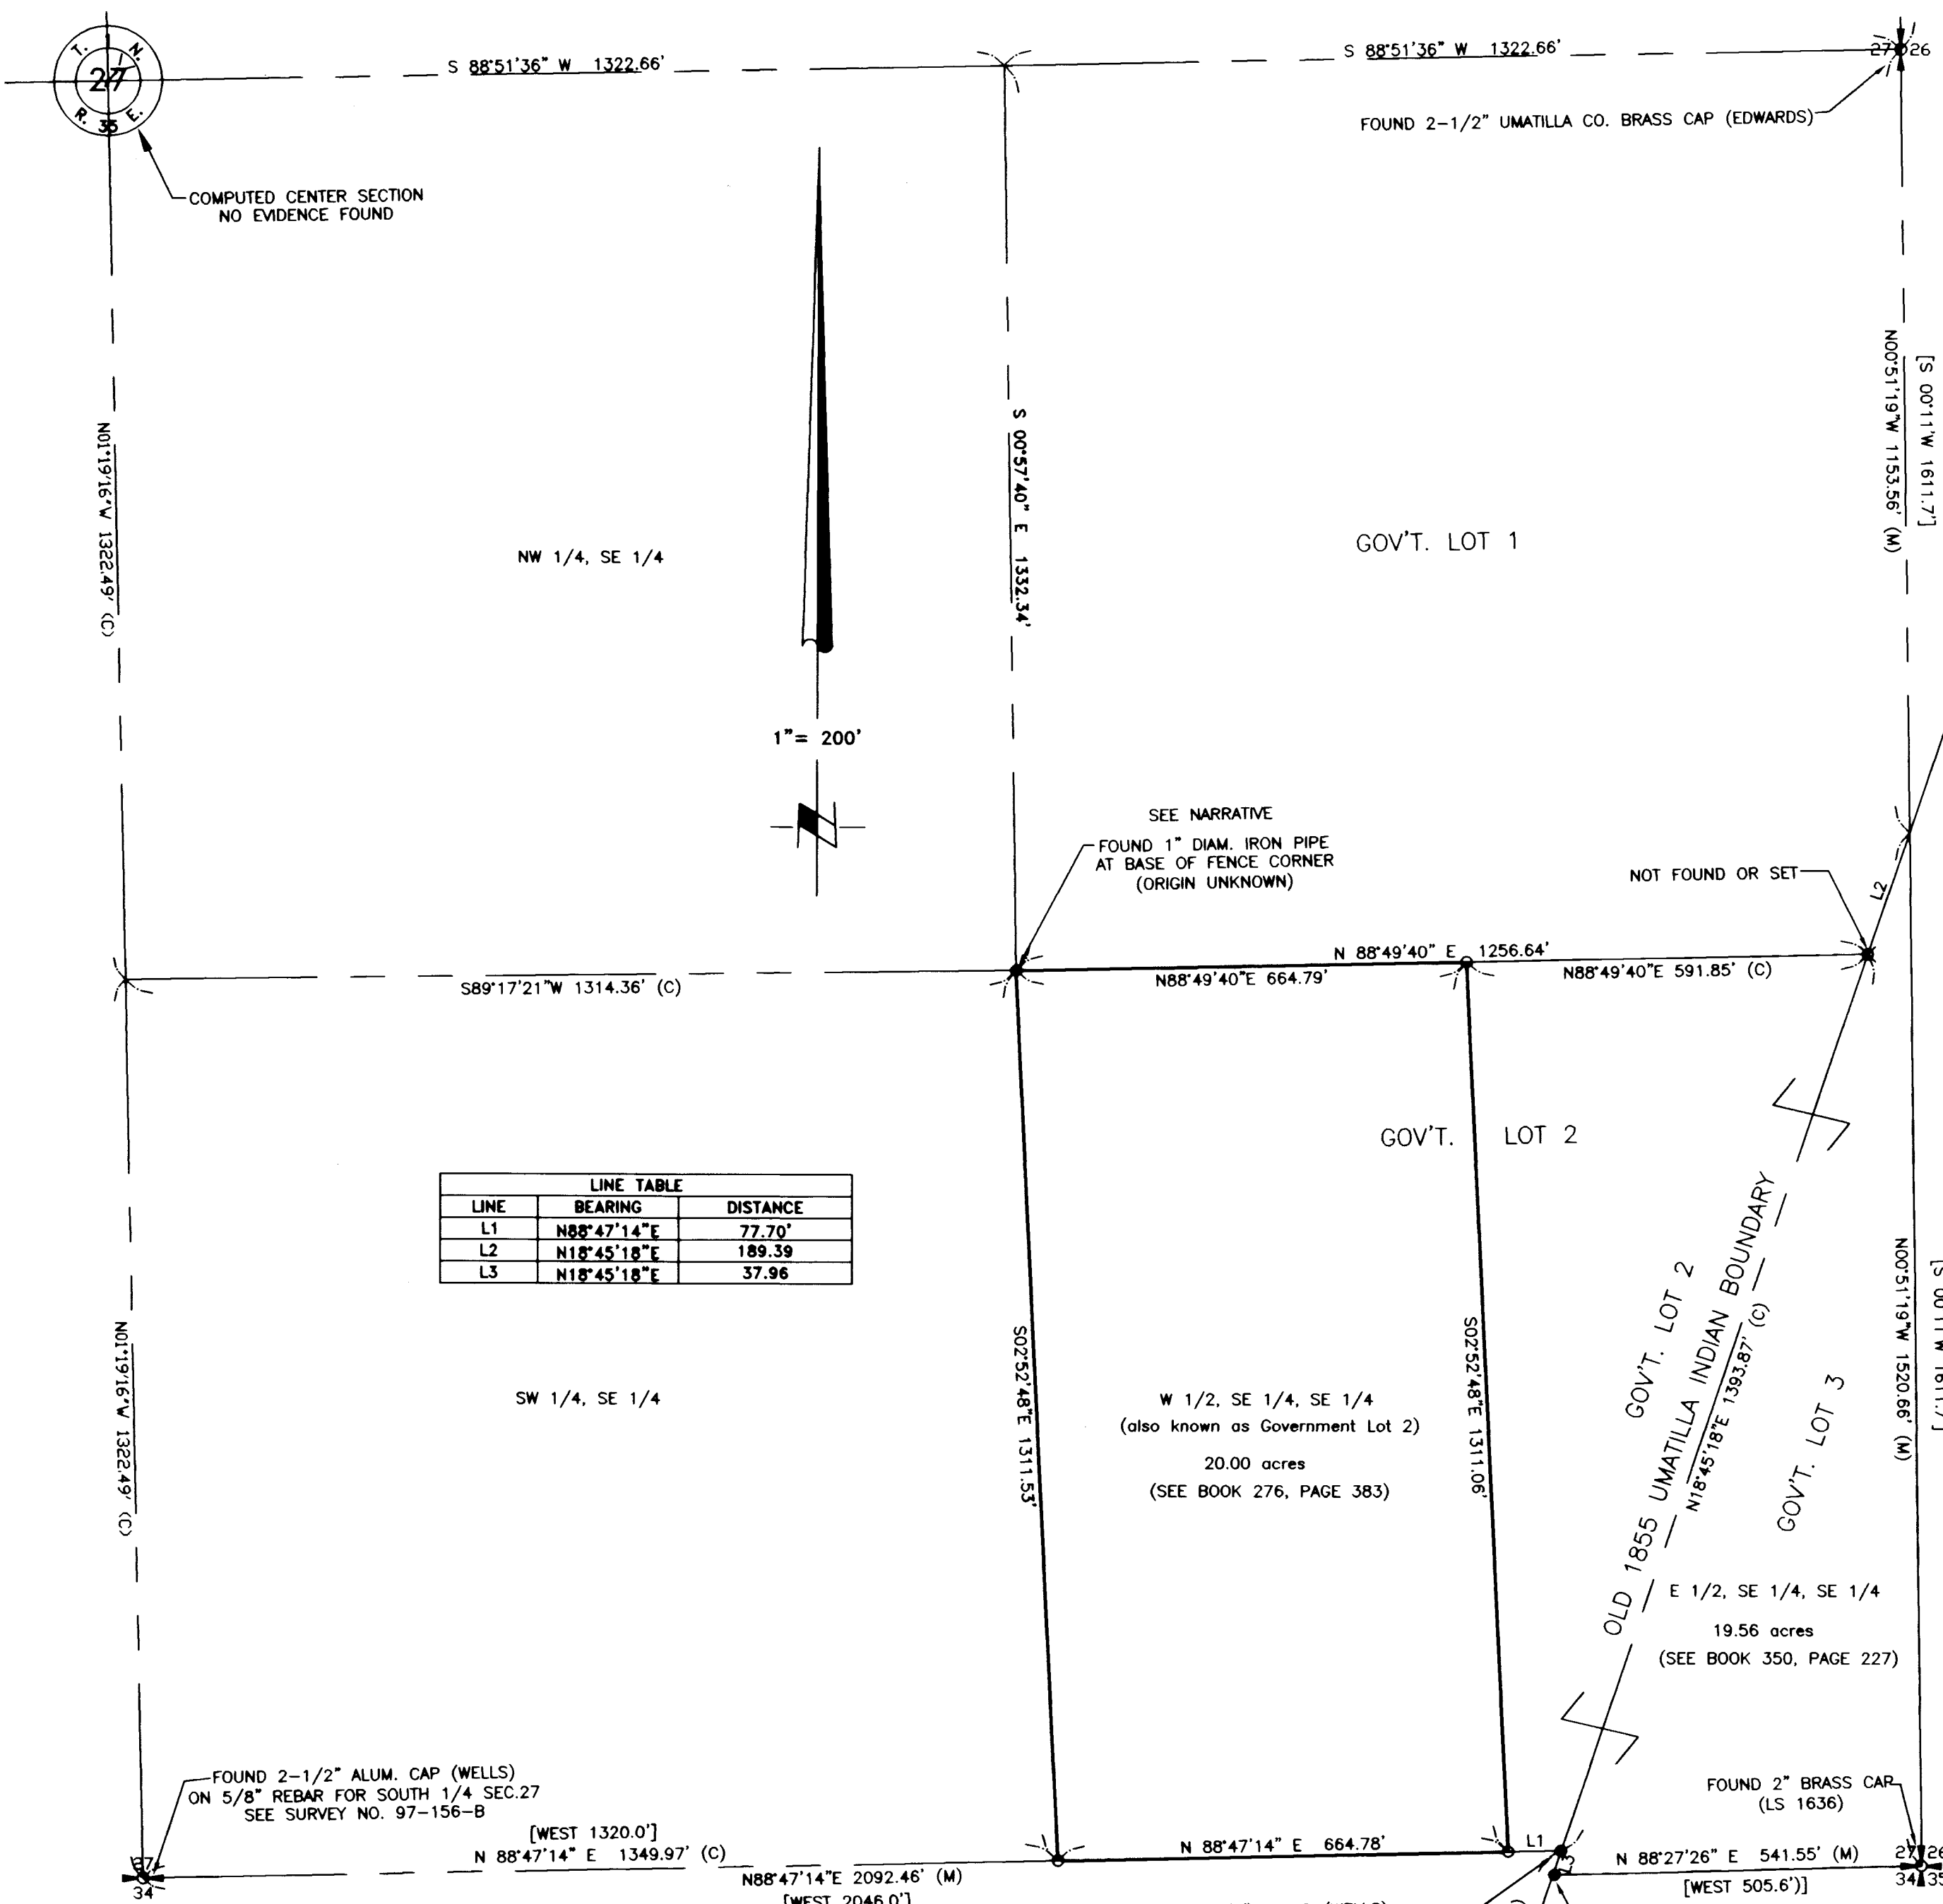 T. N.
27
R. 35 E.
S 88°51'36" W 1322.66'
S 88°51'36" W 1322.66'
27 26
FOUND 2-1/2" UMATILLA CO. BRASS CAP (EDWARDS)
COMPUTED CENTER SECTION
NO EVIDENCE FOUND
N01°19'16"W 1322.49' (C)
S 00°57'40" E 1332.34'
N00°51'19"W 1153.56' (M)
[S 00°11'W 1611.7']
NW 1/4, SE 1/4
GOV'T. LOT 1
1"= 200'
SEE NARRATIVE
FOUND 1" DIAM. IRON PIPE
AT BASE OF FENCE CORNER
(ORIGIN UNKNOWN)
NOT FOUND OR SET
L2
N 88°49'40" E 1256.64'
S89°17'21"W 1314.36' (C)
N88°49'40"E 664.79'
N88°49'40"E 591.85' (C)
GOV'T. LOT 2
LINE TABLE
LINE BEARING DISTANCE
L1 N88°47'14"E 77.70'
L2 N18°45'18"E 189.39
L3 N18°45'18"E 37.96
N01°19'16"W 1322.49' (C)
SW 1/4, SE 1/4
S02°52'48"E 1311.53'
W 1/2, SE 1/4, SE 1/4
(also known as Government Lot 2)
20.00 acres
(SEE BOOK 276, PAGE 383)
S02°52'48"E 1311.06'
GOV'T. LOT 2
OLD 1855 UMATILLA INDIAN BOUNDARY
N18°45'18"E 1393.87' (C)
GOV'T. LOT 3
N00°51'19"W 1520.66' (M)
[S 00°11'W 1611.7']
E 1/2, SE 1/4, SE 1/4
19.56 acres
(SEE BOOK 350, PAGE 227)
FOUND 2-1/2" ALUM. CAP (WELLS)
ON 5/8" REBAR FOR SOUTH 1/4 SEC.27
SEE SURVEY NO. 97-156-B
FOUND 2" BRASS CAP
(LS 1636)
[WEST 1320.0']
N 88°47'14" E 1349.97' (C)
N 88°47'14" E 664.78'
L1
L3
N 88°27'26" E 541.55' (M)
27 26
27
34
34 35
N88°47'14"E 2092.46' (M)
[WEST 505.6')]
[WEST 2046.0']
(WELLS)